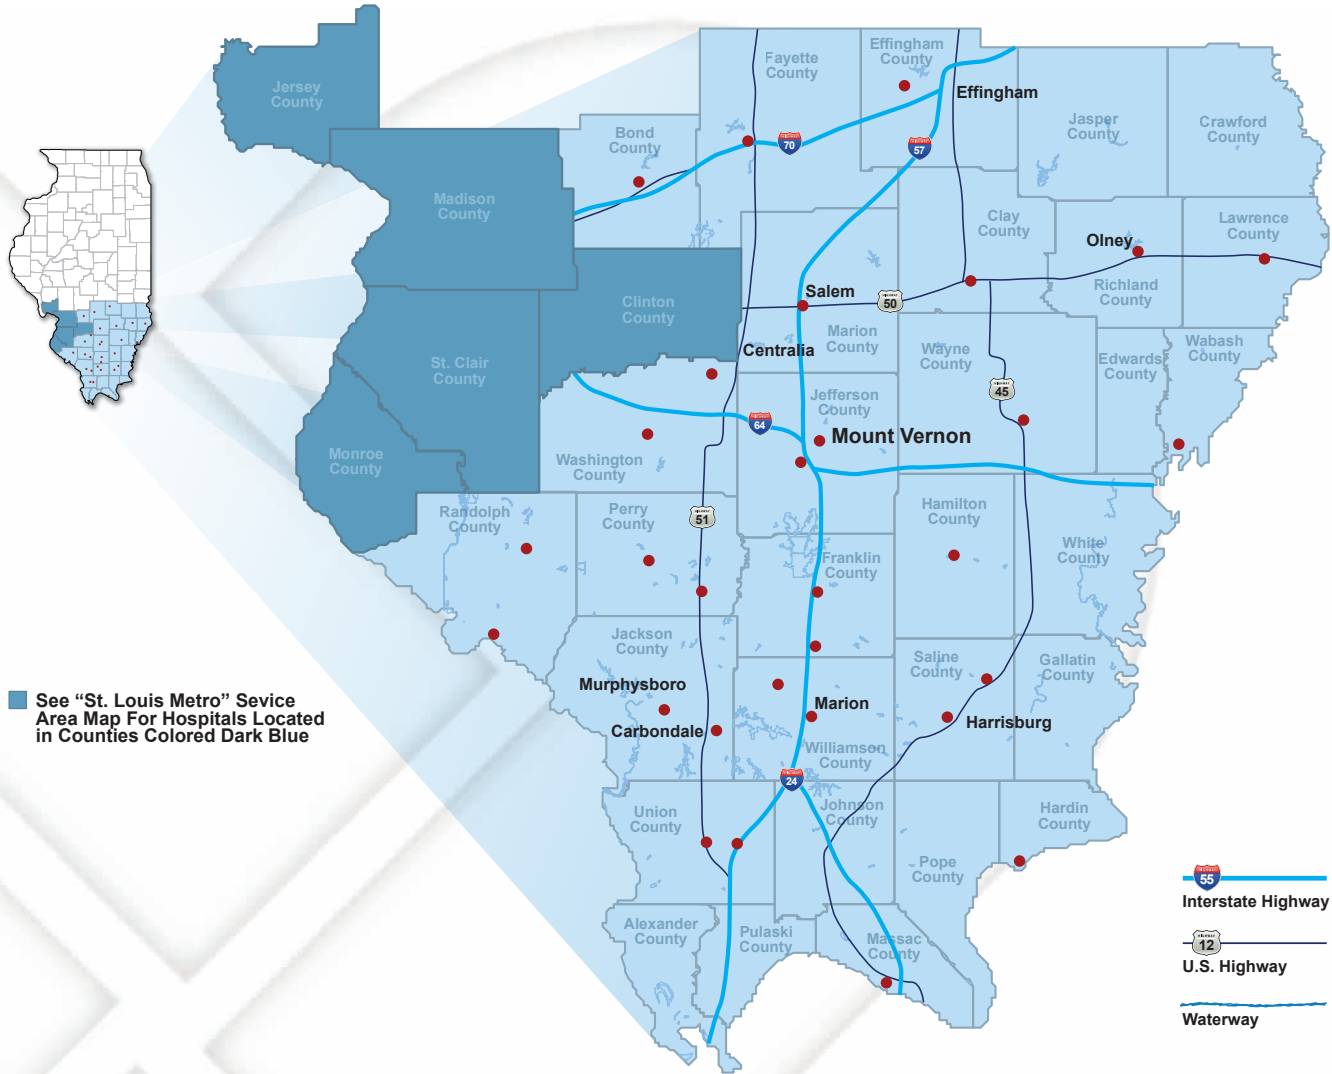 Jersey
County
Fayette
County
Effingham
County
Effingham
Bond
County
70
57
Jasper
County
Crawford
County
Madison
County
Clay
County
Olney
Lawrence
County
Richland
County
Clinton
County
Salem
HIGHWAY
50
Marion
County
Centralia
Wayne
County
Edwards
County
Wabash
County
St. Clair
County
HIGHWAY
45
Jefferson
County
64
Mount Vernon
Monroe
County
Washington
County
Randolph
County
Perry
County
HIGHWAY
51
Hamilton
County
White
County
Franklin
County
Jackson
County
Saline
County
Gallatin
County
Murphysboro
Marion
Carbondale
Harrisburg
See “St. Louis Metro” Sevice
Area Map For Hospitals Located
in Counties Colored Dark Blue
Williamson
County
24
Union
County
Johnson
County
Hardin
County
Pope
County
Alexander
County
Pulaski
County
Massac
County
55
Interstate Highway
HIGHWAY
12
U.S. Highway
Waterway